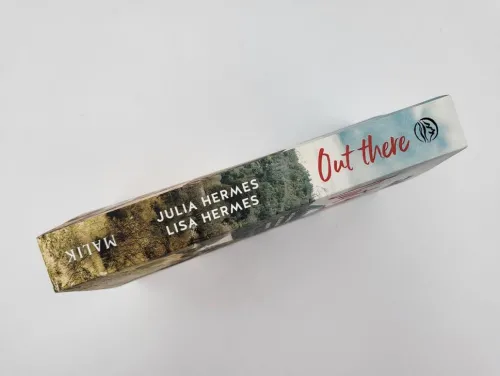 Out there
JULIA HERMES
LISA HERMES
MALIK